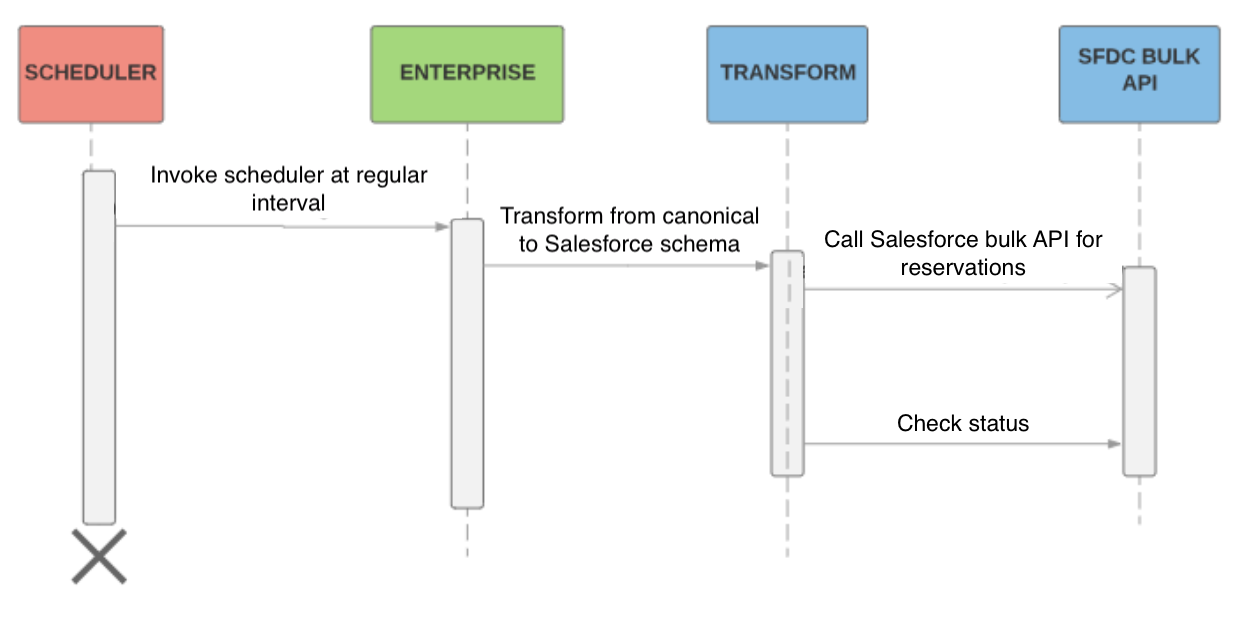 SCHEDULER
ENTERPRISE
TRANSFORM
SFDC BULK
API
Invoke scheduler at regular
interval
Transform from canonical
to Salesforce schema
Call Salesforce bulk API for
reservations
Check status